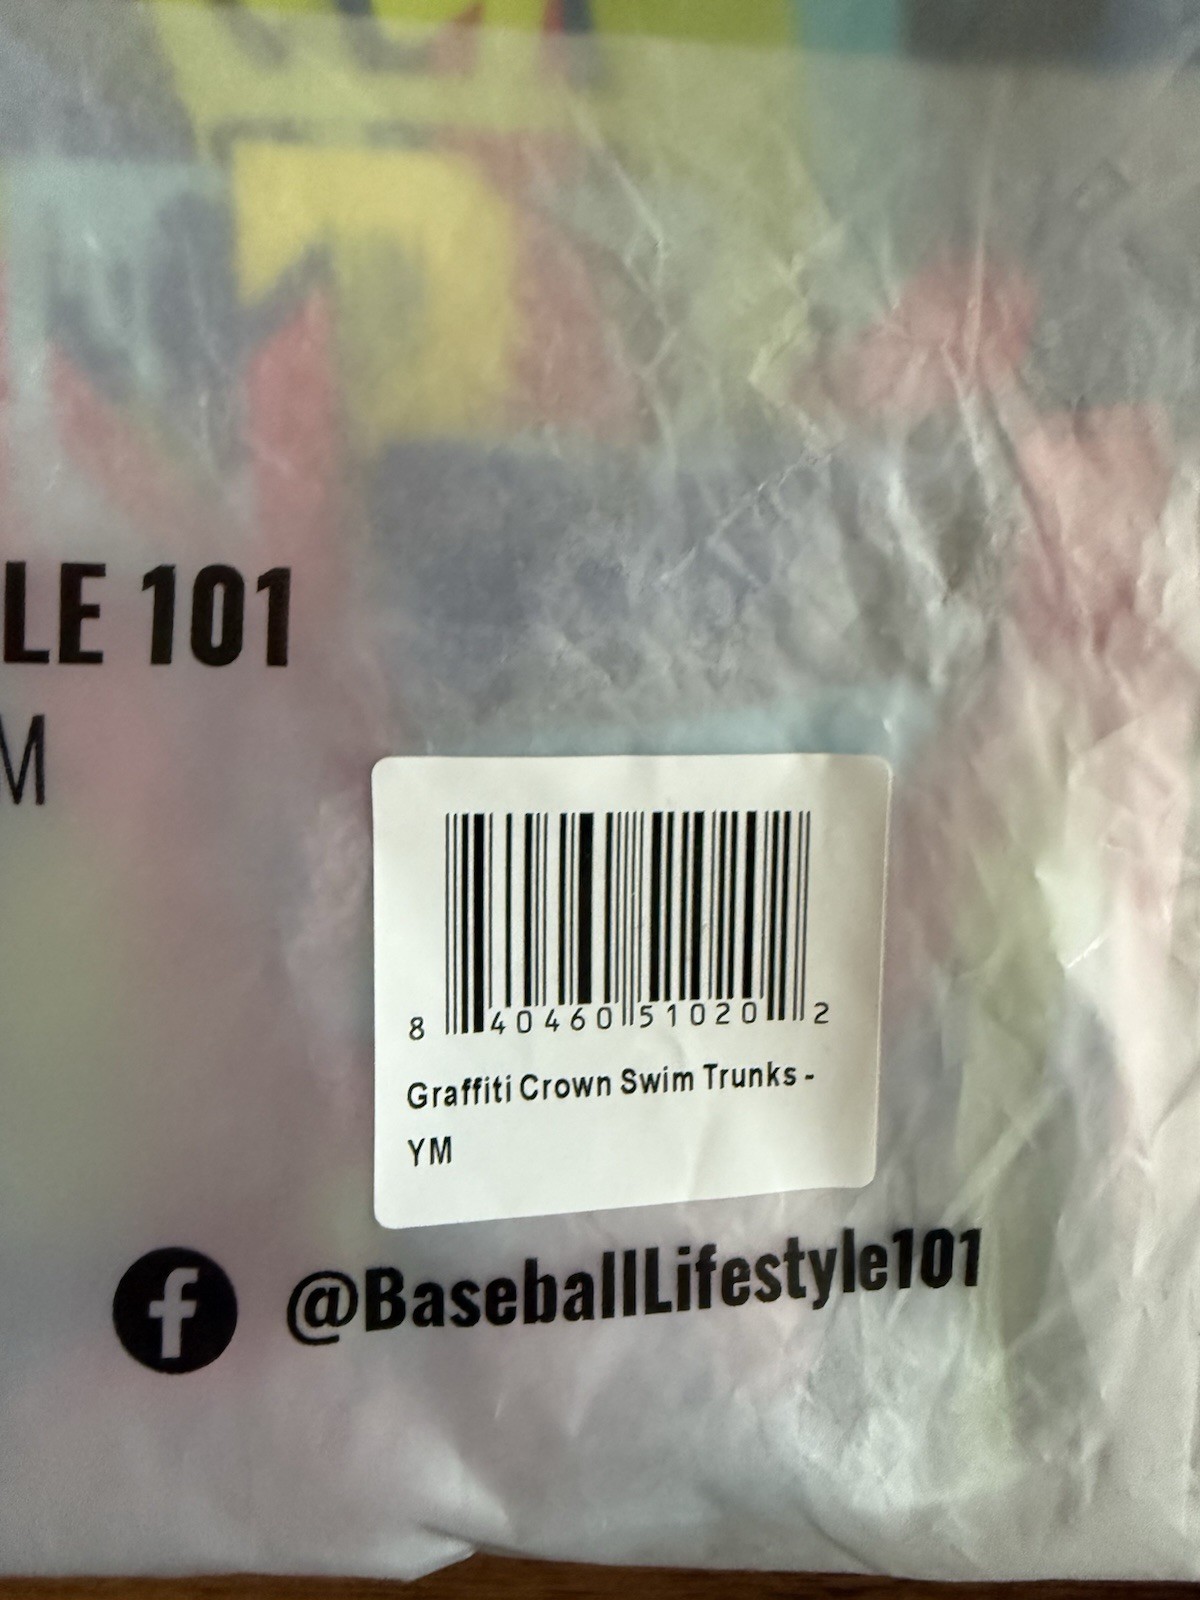 LE 101
M
8 40460 51020 2
Graffiti Crown Swim Trunks -
YM
f @BaseballLifestyle101